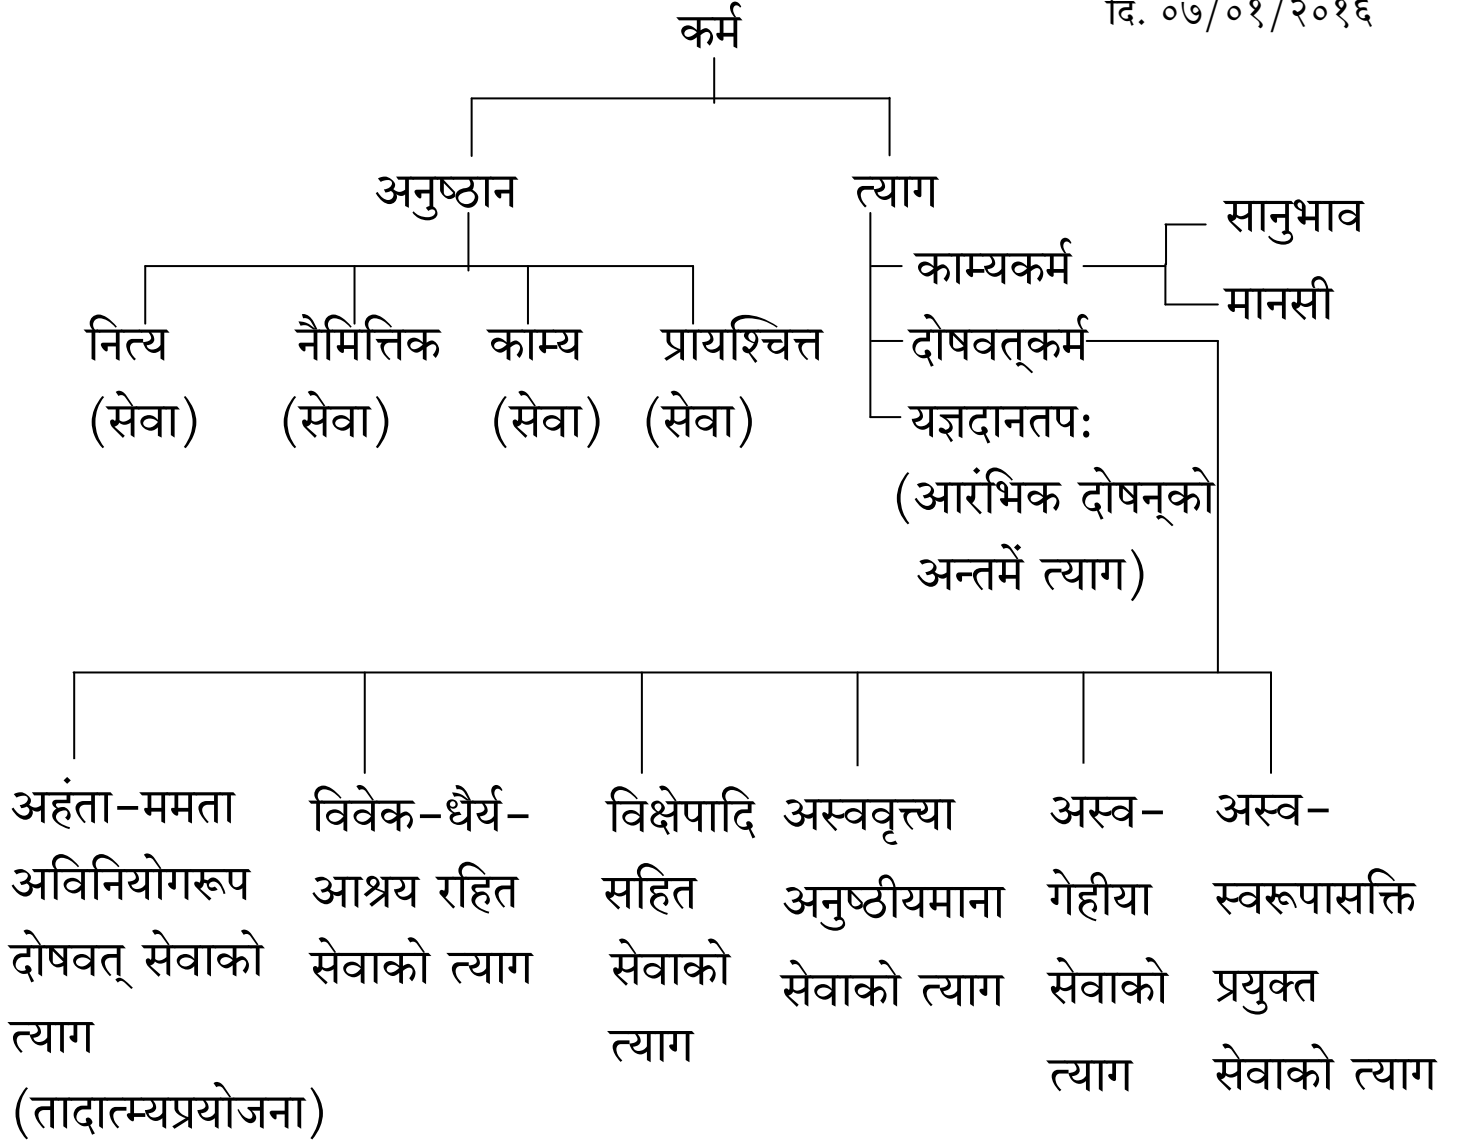 दि. ०७/०१/२०१६
कर्म
अनुष्ठान त्याग
सानुभाव
काम्यकर्म
मानसी
नित्य नैमित्तिक काम्य प्रायश्चित्त दोषवत्‌कर्म
(सेवा) (सेवा) (सेवा) (सेवा) यज्ञदानतपः
(आरंभिक दोषन्‌को
अन्तमें त्याग)
अहंता-ममता
अविनियोगरूप
दोषवत् सेवाको
त्याग
(तादात्म्यप्रयोजना)
विवेक-धैर्य-
आश्रय रहित
सेवाको त्याग
विक्षेपादि
सहित
सेवाको
त्याग
अस्ववृत्त्या
अनुष्ठीयमाना
सेवाको त्याग
अस्व-
गेहीया
सेवाको
त्याग
अस्व-
स्वरूपासक्ति
प्रयुक्त
सेवाको त्याग